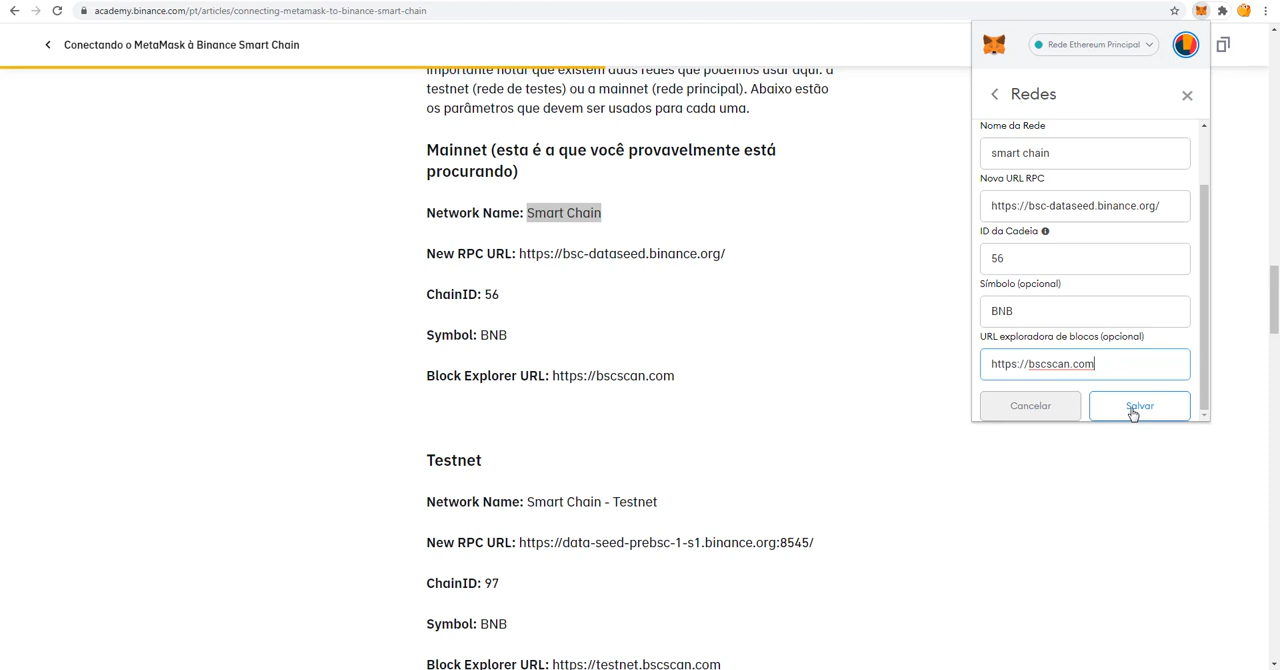 academy.binance.com/pt/articles/connecting-metamask-to-binance-smart-chain
Conectando o MetaMask à Binance Smart Chain
importante notar que existem duas redes que podemos usar aqui: a
testnet (rede de testes) ou a mainnet (rede principal). Abaixo estão
os parâmetros que devem ser usados para cada uma.
Mainnet (esta é a que você provavelmente está
procurando)
Network Name: Smart Chain
New RPC URL: https://bsc-dataseed.binance.org/
ChainID: 56
Symbol: BNB
Block Explorer URL: https://bscscan.com
Testnet
Network Name: Smart Chain - Testnet
New RPC URL: https://data-seed-prebsc-1-s1.binance.org:8545/
ChainID: 97
Symbol: BNB
Block Explorer URL: https://testnet.bscscan.com
Rede Ethereum Principal
Redes
Nome da Rede
smart chain
Nova URL RPC
https://bsc-dataseed.binance.org/
ID da Cadeia
56
Símbolo (opcional)
BNB
URL exploradora de blocos (opcional)
https://bscscan.com
Cancelar
Salvar